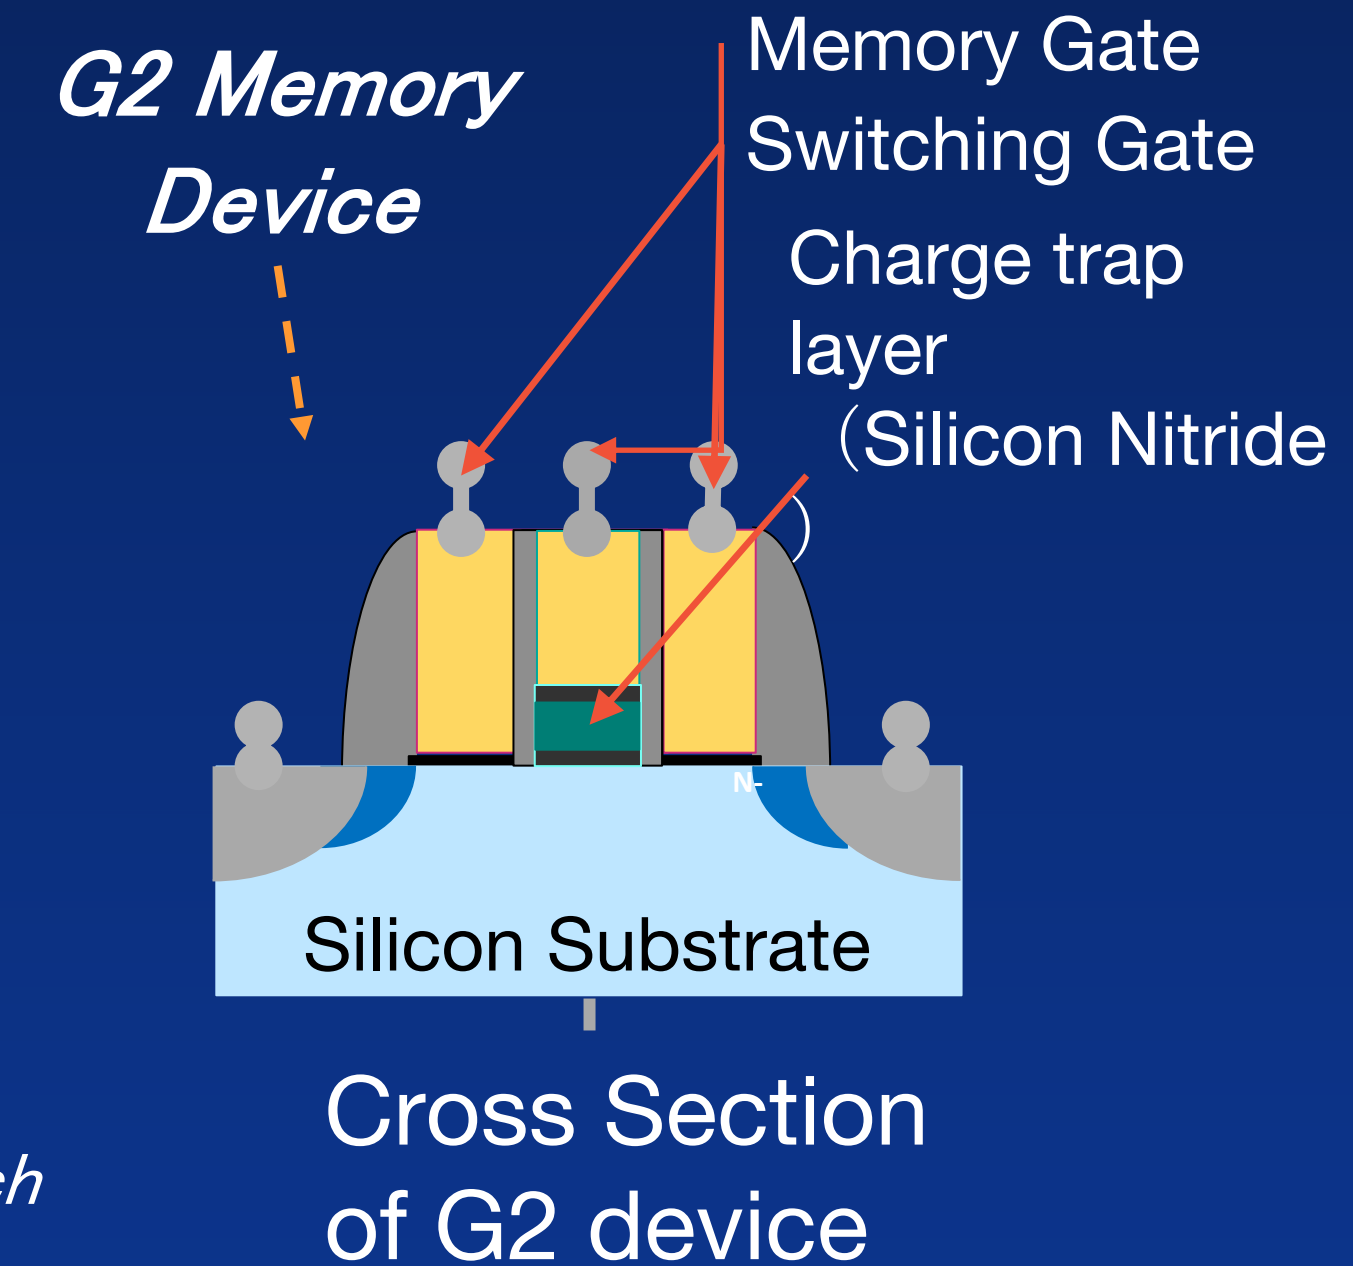 G2 Memory
Device
Memory Gate
Switching Gate
Charge trap
layer
（Silicon Nitride
）
N-
Silicon Substrate
Cross Section
of G2 device